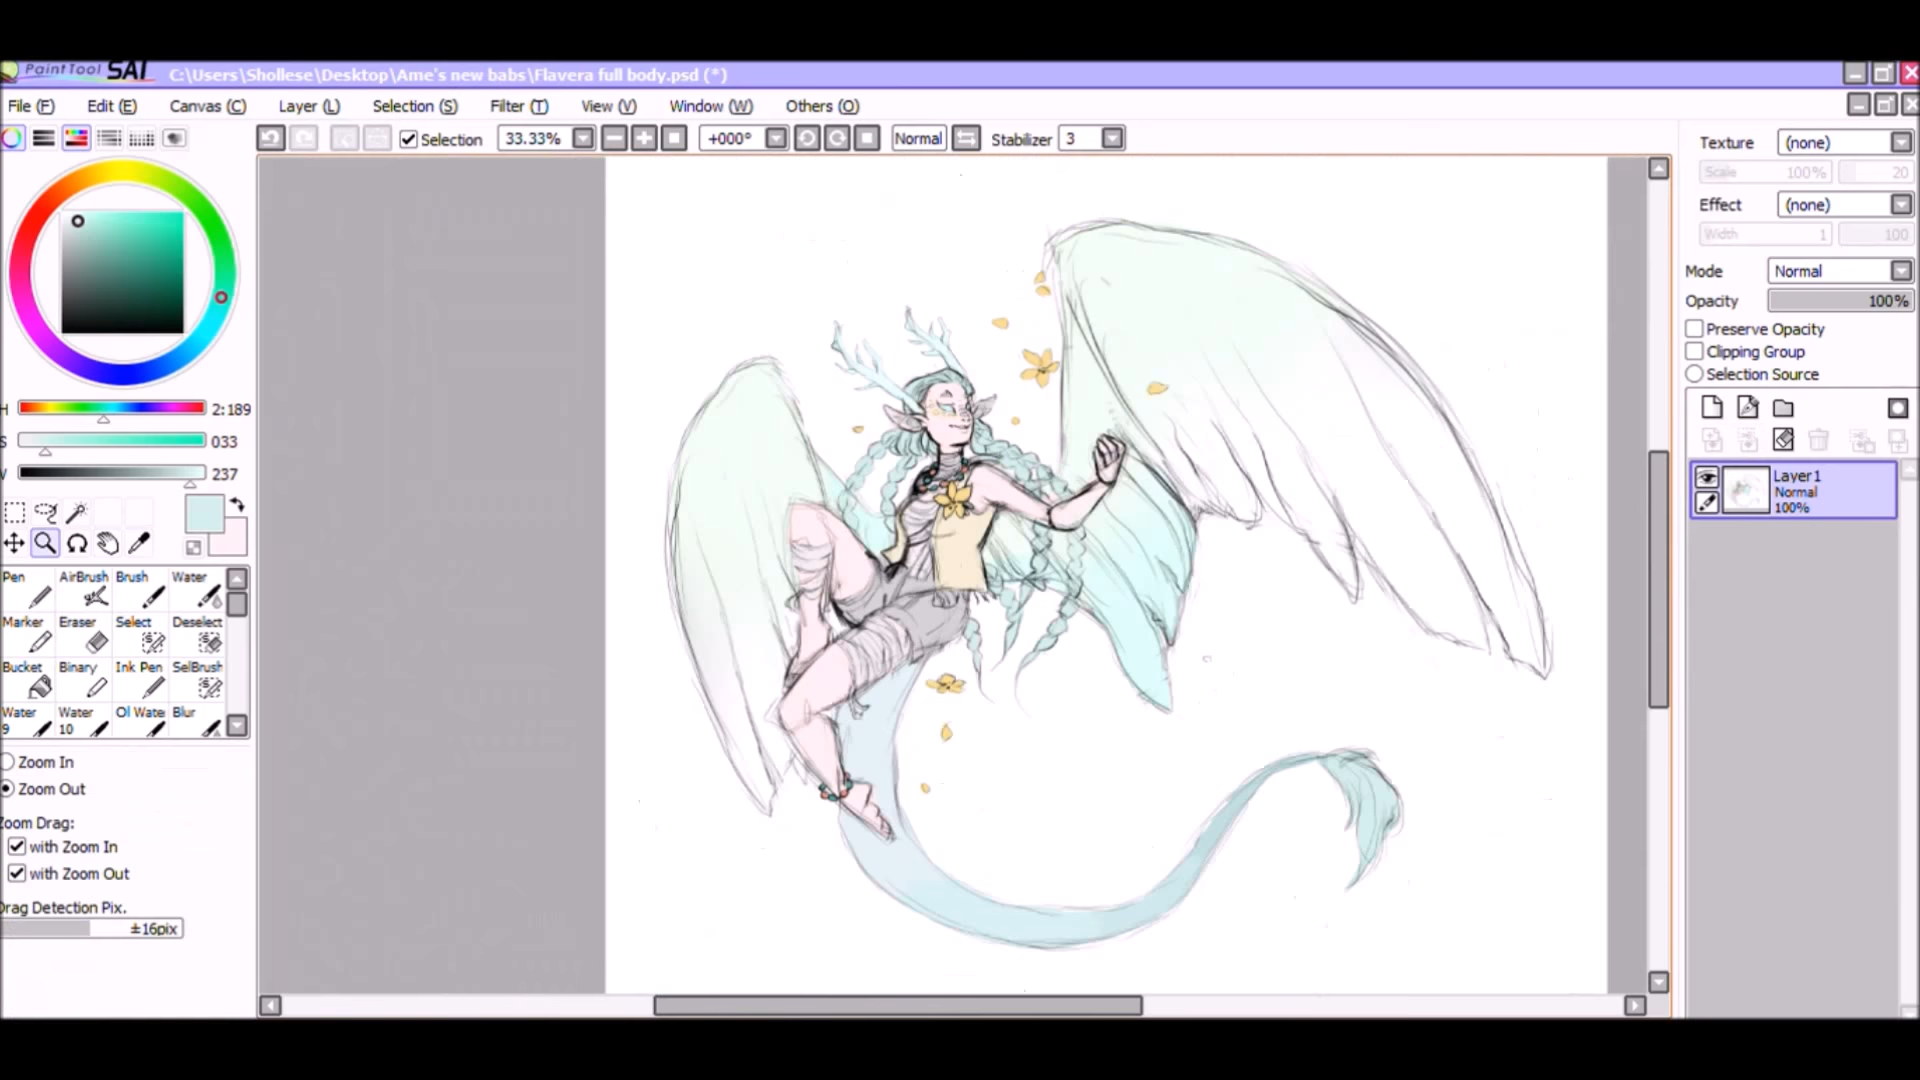 PaintTool SAI C:\Users\Shollese\Desktop\Ame's new babs\Flavera full body.psd (*)
File (F) Edit (E) Canvas (C) Layer (L) Selection (S) Filter (T) View (V) Window (W) Others (O)
Selection 33.33% +000° Normal Stabilizer 3
Texture (none)
Scale 100% 20
Effect (none)
Width 1 100
Mode Normal
Opacity 100%
Preserve Opacity
Clipping Group
Selection Source
Layer1
Normal
100%
H 2:189
S 033
V 237
Pen AirBrush Brush Water
Marker Eraser Select Deselect
Bucket Binary Ink Pen SelBrush
Water 9 Water 10 Ol Wate Blur
Zoom In
Zoom Out
Zoom Drag:
with Zoom In
with Zoom Out
Drag Detection Pix.
±16pix